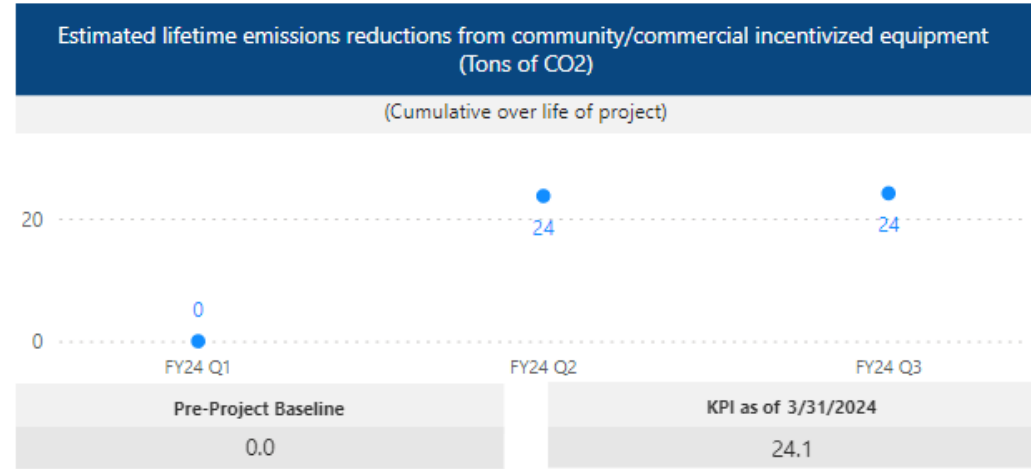 Estimated lifetime emissions reductions from community/commercial incentivized equipment
(Tons of CO2)
(Cumulative over life of project)
20
24
24
0
0
FY24 Q1
FY24 Q2
FY24 Q3
Pre-Project Baseline
KPI as of 3/31/2024
0.0
24.1